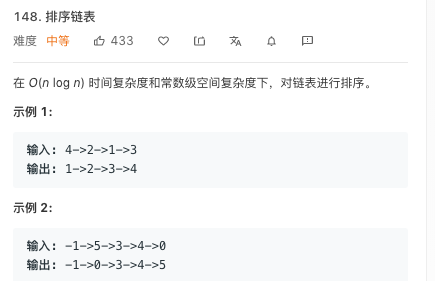 148. 排序链表
难度 中等 433
在 O(n log n) 时间复杂度和常数级空间复杂度下，对链表进行排序。
示例 1:
输入: 4->2->1->3
输出: 1->2->3->4
示例 2:
输入: -1->5->3->4->0
输出: -1->0->3->4->5